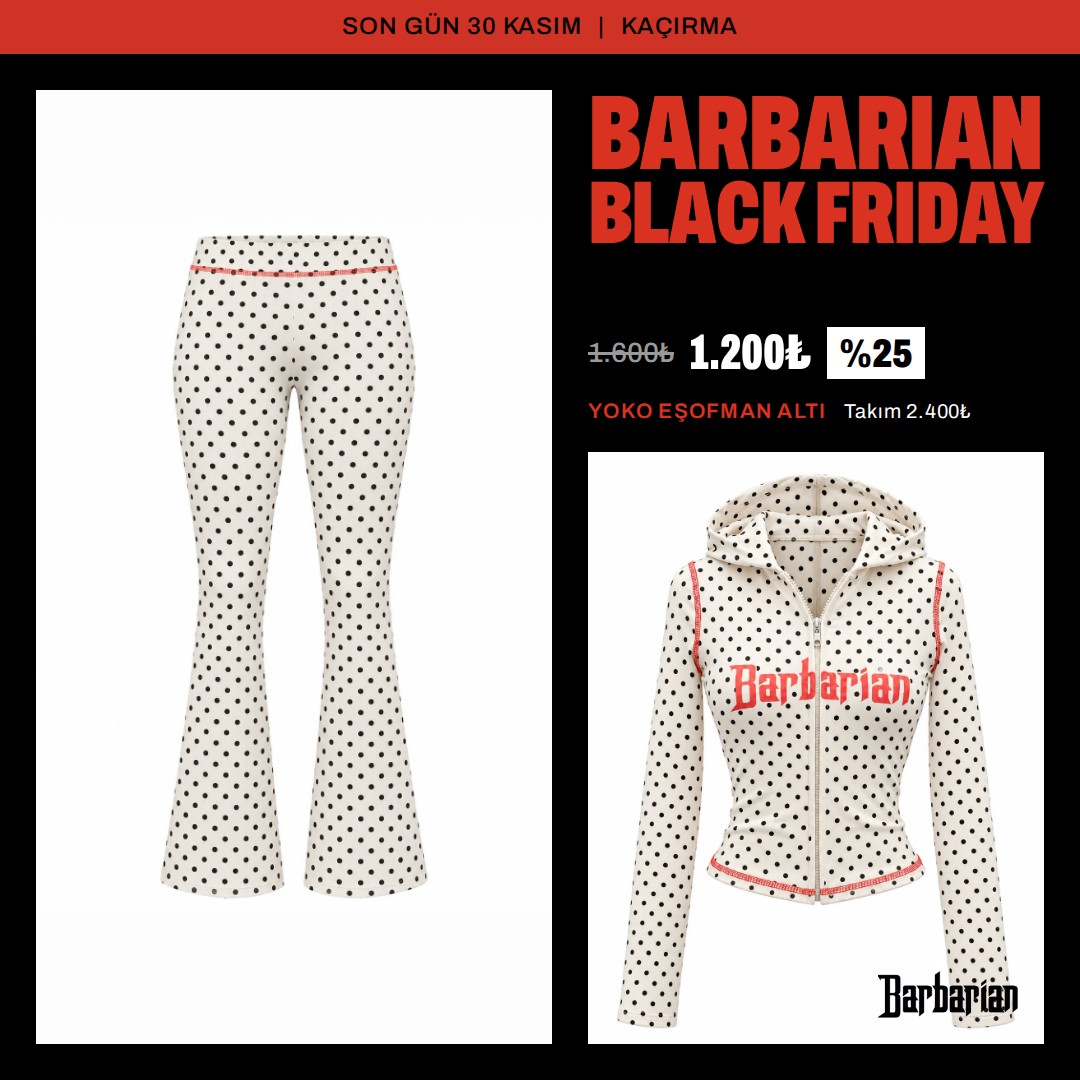 SON GÜN 30 KASIM | KAÇIRMA
BARBARIAN
BLACK FRIDAY
1.600₺ 1.200₺ %25
YOKO EŞOFMAN ALTI Takım 2.400₺
Barbarian
Barbarian